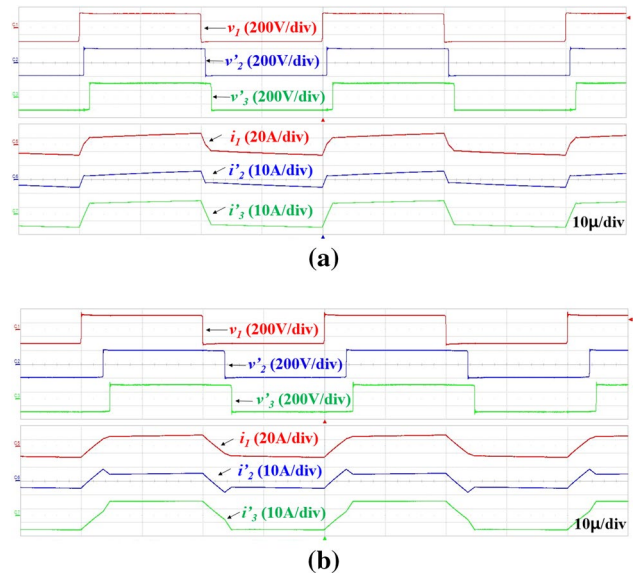 v1 (200V/div)
v'2 (200V/div)
v'3 (200V/div)
i1 (20A/div)
i'2 (10A/div)
i'3 (10A/div)
10μ/div
(a)
v1 (200V/div)
v'2 (200V/div)
v'3 (200V/div)
i1 (20A/div)
i'2 (10A/div)
i'3 (10A/div)
10μ/div
(b)